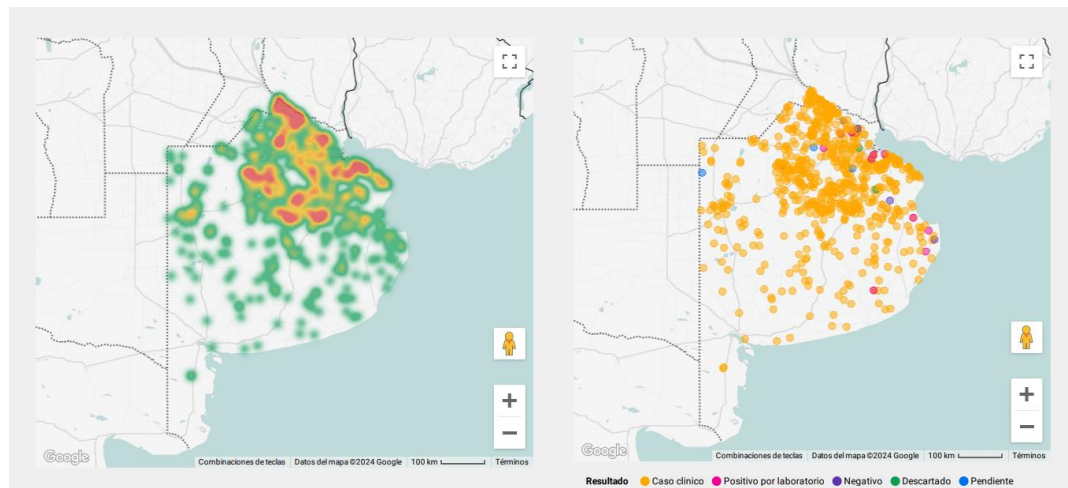 Google
Combinaciones de teclas
Datos del mapa ©2024 Google
100 km
Términos
Google
Combinaciones de teclas
Datos del mapa ©2024 Google
100 km
Términos
Resultado Caso clinico Positivo por laboratorio Negativo Descartado Pendiente